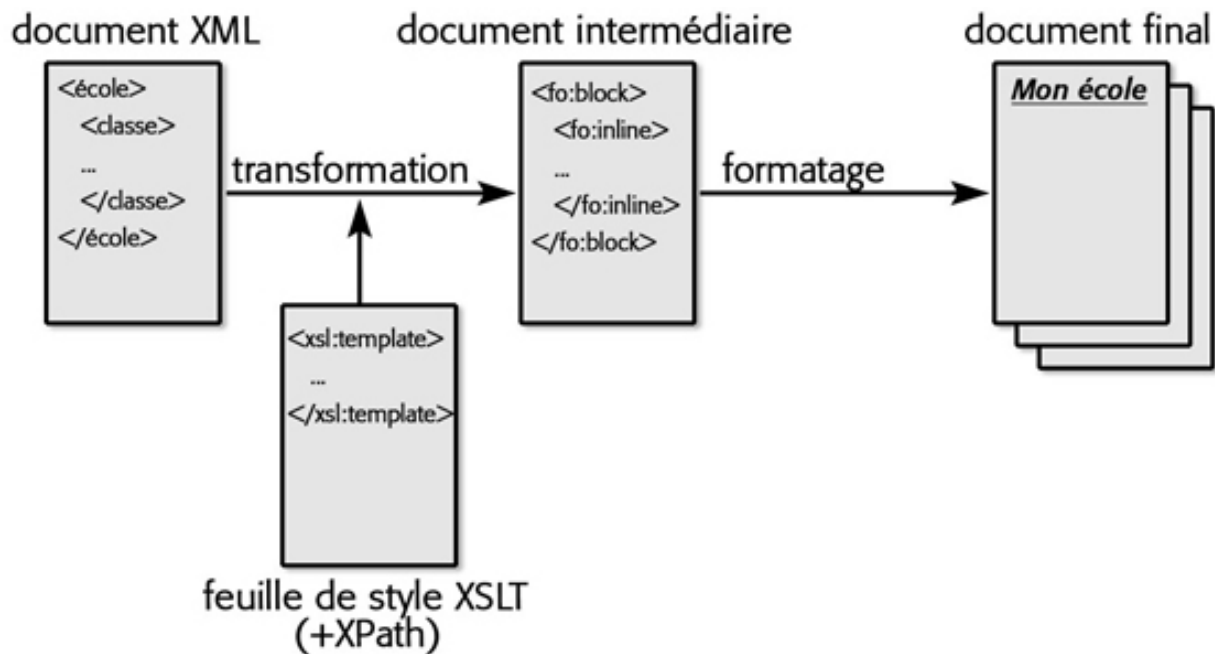 document XML
<école>
<classe>
...
</classe>
</école>
transformation
<xsl:template>
...
</xsl:template>
feuille de style XSLT
(+XPath)
document intermédiaire
<fo:block>
<fo:inline>
...
</fo:inline>
</fo:block>
formatage
document final
Mon école